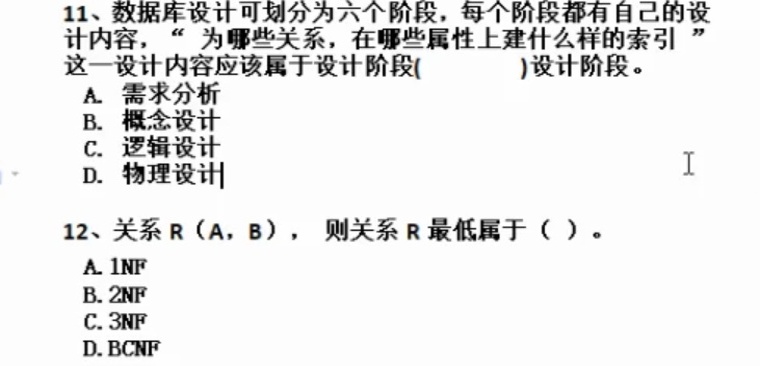 11、数据库设计可划分为六个阶段，每个阶段都有自己的设
计内容，“ 为哪些关系，在哪些属性上建什么样的索引 ”
这一设计内容应该属于设计阶段(        )设计阶段。
A. 需求分析
B. 概念设计
C. 逻辑设计
D. 物理设计
12、关系 R（A，B）， 则关系 R 最低属于（ ）。
A. 1NF
B. 2NF
C. 3NF
D. BCNF